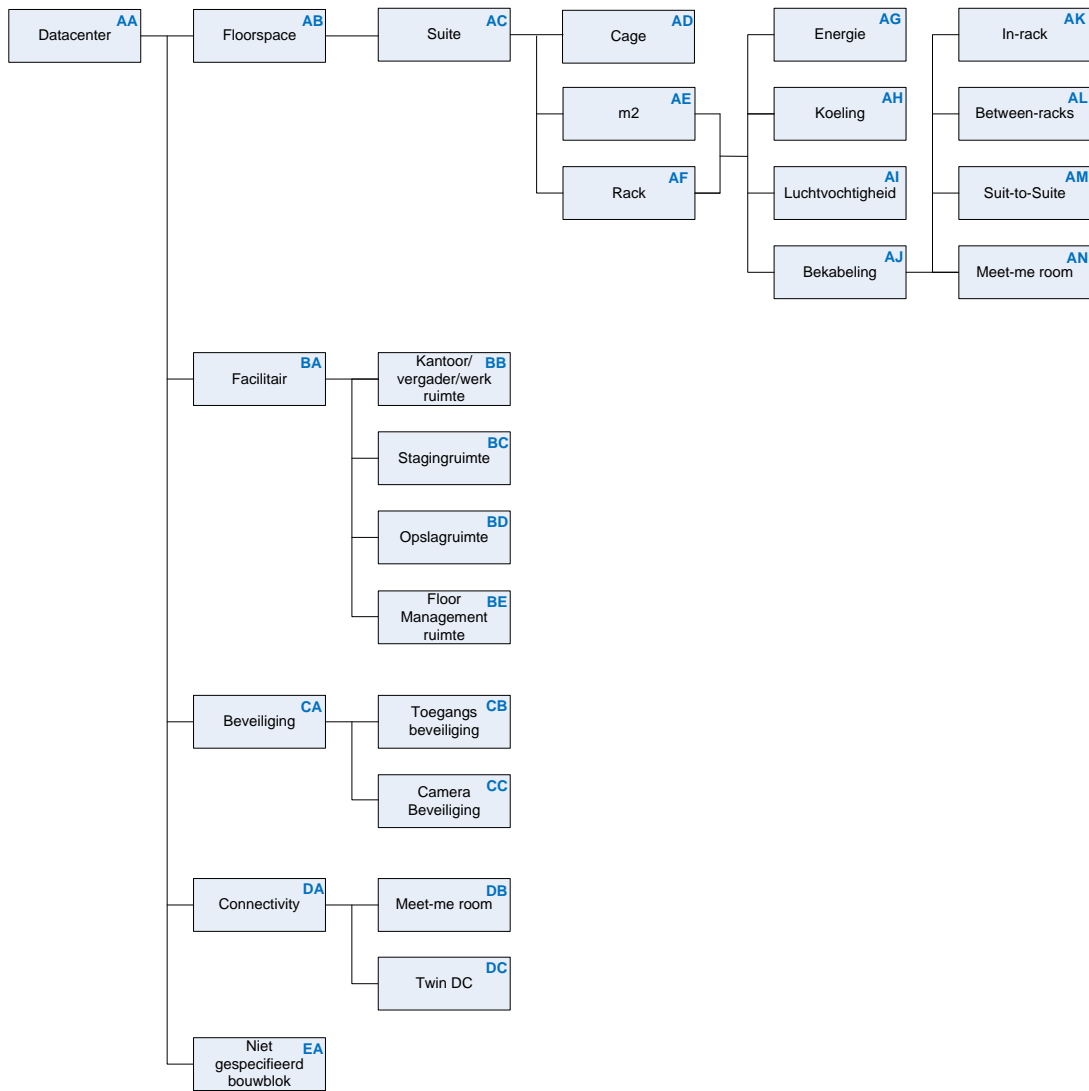 AA
Datacenter
AB
Floorspace
AC
Suite
AD
Cage
AE
m2
AF
Rack
AG
Energie
AH
Koeling
AI
Luchtvochtigheid
AJ
Bekabeling
AK
In-rack
AL
Between-racks
AM
Suit-to-Suite
AN
Meet-me room
BA
Facilitair
BB
Kantoor/
vergader/werk
ruimte
BC
Stagingruimte
BD
Opslagruimte
BE
Floor
Management
ruimte
CA
Beveiliging
CB
Toegangs
beveiliging
CC
Camera
Beveiliging
DA
Connectivity
DB
Meet-me room
DC
Twin DC
EA
Niet
gespecifieerd
bouwblok